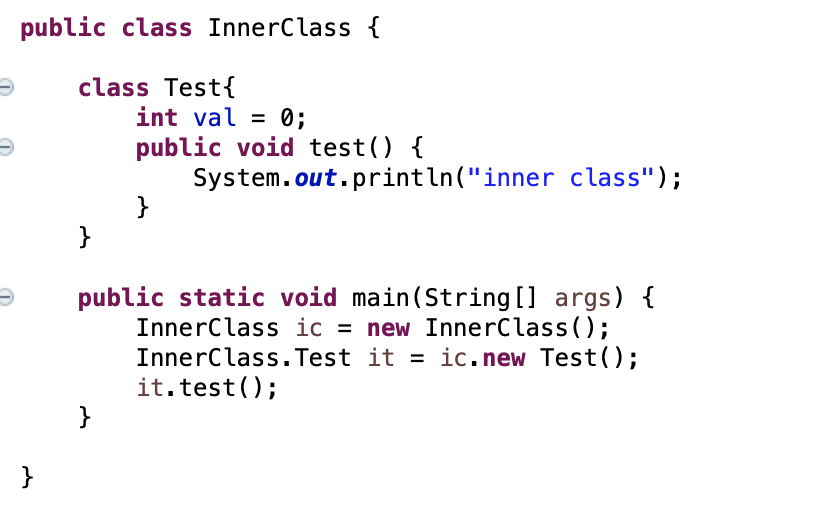 public class InnerClass {
class Test{
int val = 0;
public void test() {
System.out.println("inner class");
}
}
public static void main(String[] args) {
InnerClass ic = new InnerClass();
InnerClass.Test it = ic.new Test();
it.test();
}
}